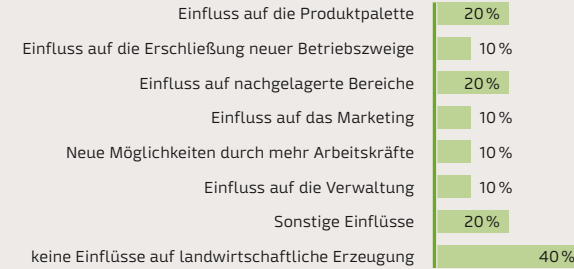 Einfluss auf die Produktpalette 20 %
Einfluss auf die Erschließung neuer Betriebszweige 10 %
Einfluss auf nachgelagerte Bereiche 20 %
Einfluss auf das Marketing 10 %
Neue Möglichkeiten durch mehr Arbeitskräfte 10 %
Einfluss auf die Verwaltung 10 %
Sonstige Einflüsse 20 %
keine Einflüsse auf landwirtschaftliche Erzeugung 40 %